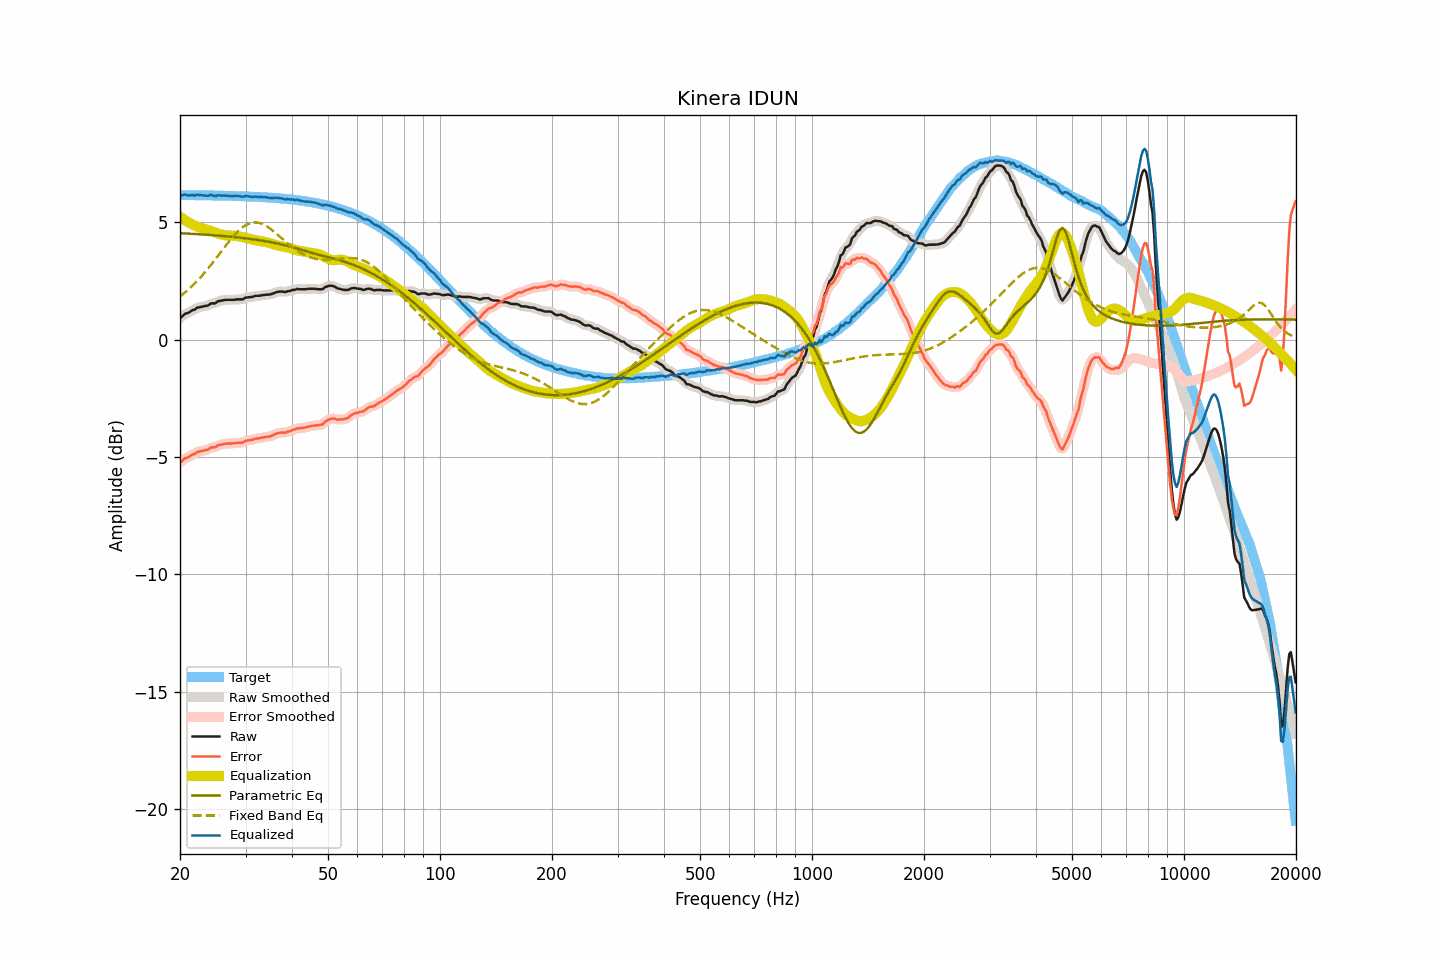 Kinera IDUN
Amplitude (dBr)
5
0
−5
−10
−15
−20
Target
Raw Smoothed
Error Smoothed
Raw
Error
Equalization
Parametric Eq
Fixed Band Eq
Equalized
20 50 100 200 500 1000 2000 5000 10000 20000
Frequency (Hz)